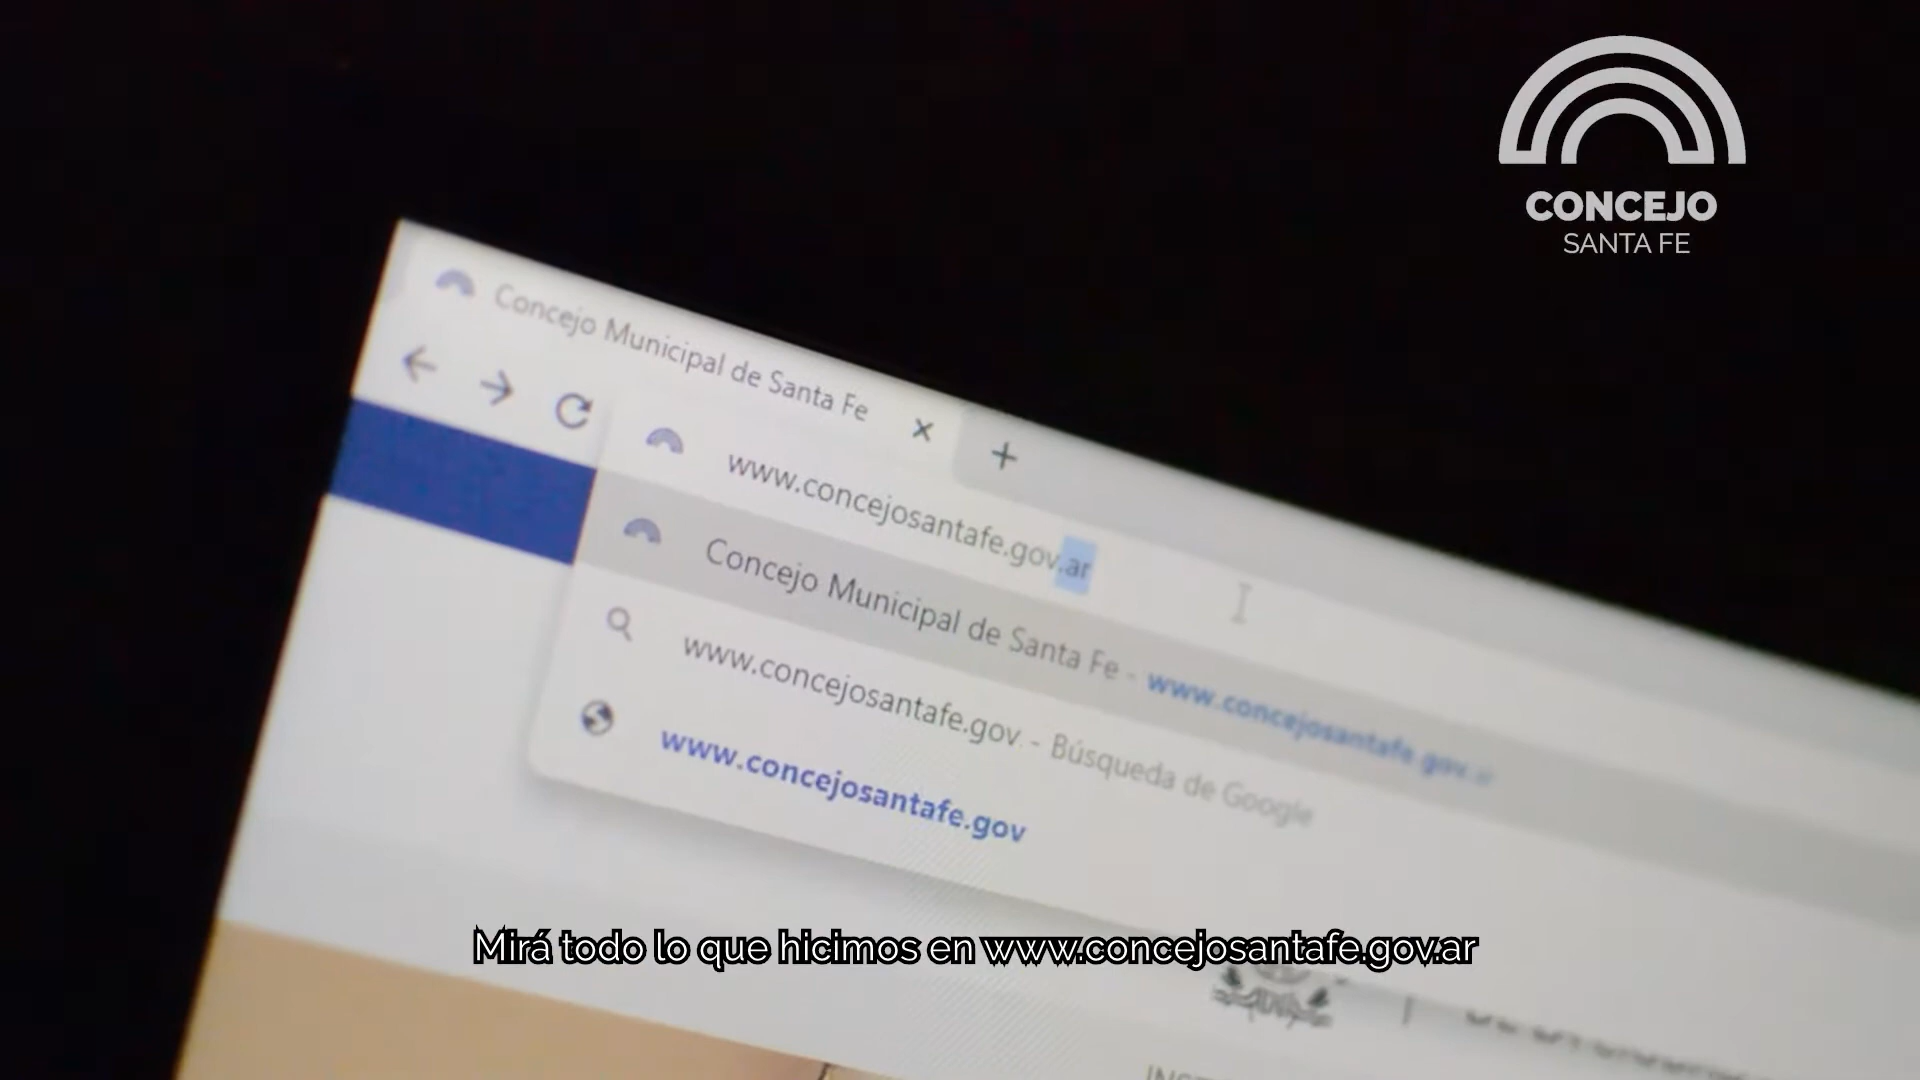 CONCEJO
SANTA FE
Concejo Municipal de Santa Fe
www.concejosantafe.gov.ar
Concejo Municipal de Santa Fe - www.concejosantafe.gov.ar
www.concejosantafe.gov - Búsqueda de Google
www.concejosantafe.gov
Mirá todo lo que hicimos en www.concejosantafe.gov.ar